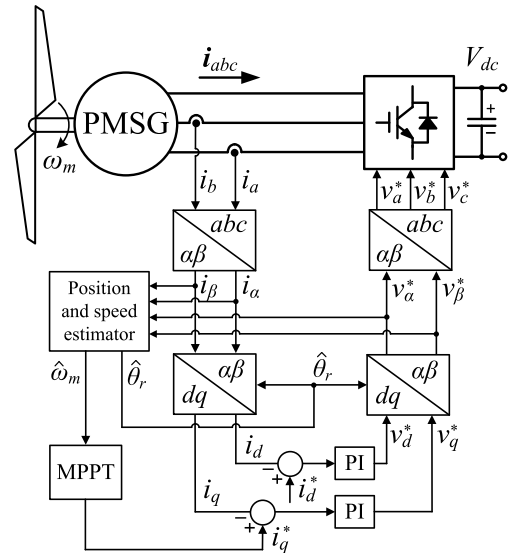 i_abc
V_dc
PMSG
+
−
ω_m
i_b
i_a
v_a^*
v_b^*
v_c^*
abc
αβ
abc
αβ
i_β
i_α
v_α^*
v_β^*
Position
and speed
estimator
ω̂_m
θ̂_r
αβ
dq
θ̂_r
αβ
dq
i_d
v_d^*
v_q^*
MPPT
−
+
PI
i_d^*
i_q
−
+
PI
i_q^*